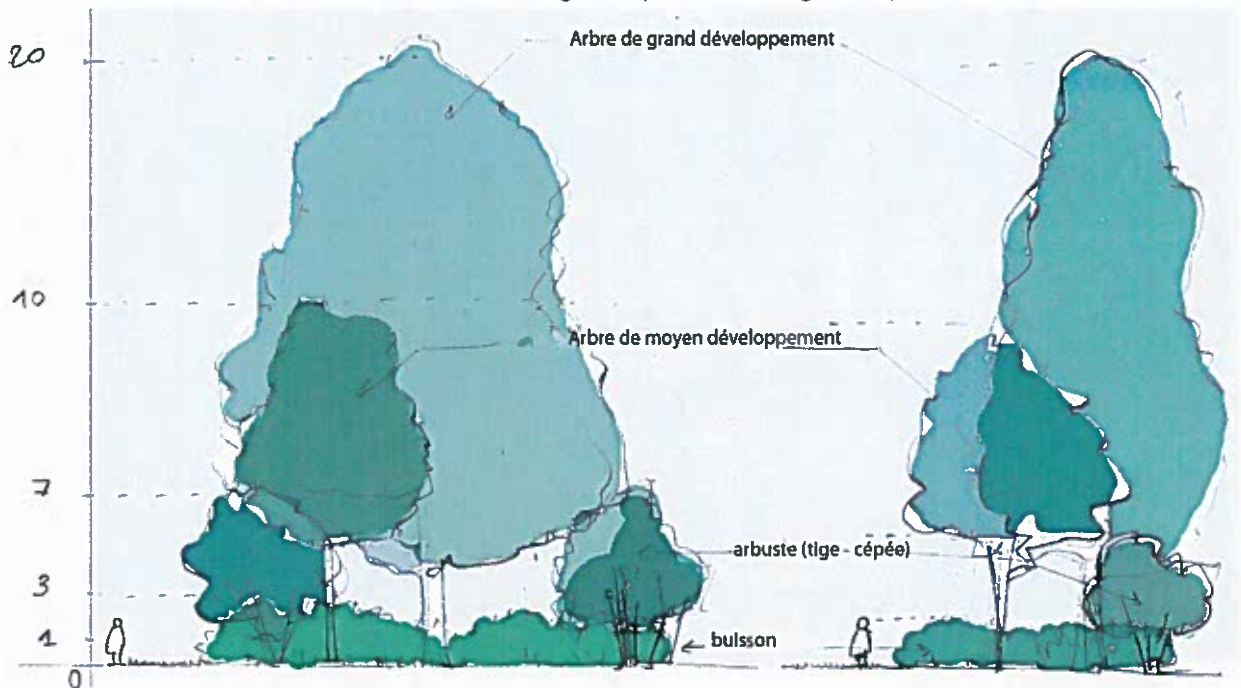 20
Arbre de grand développement
10
Arbre de moyen développement
7
arbuste (tige - cépée)
3
1
buisson
0